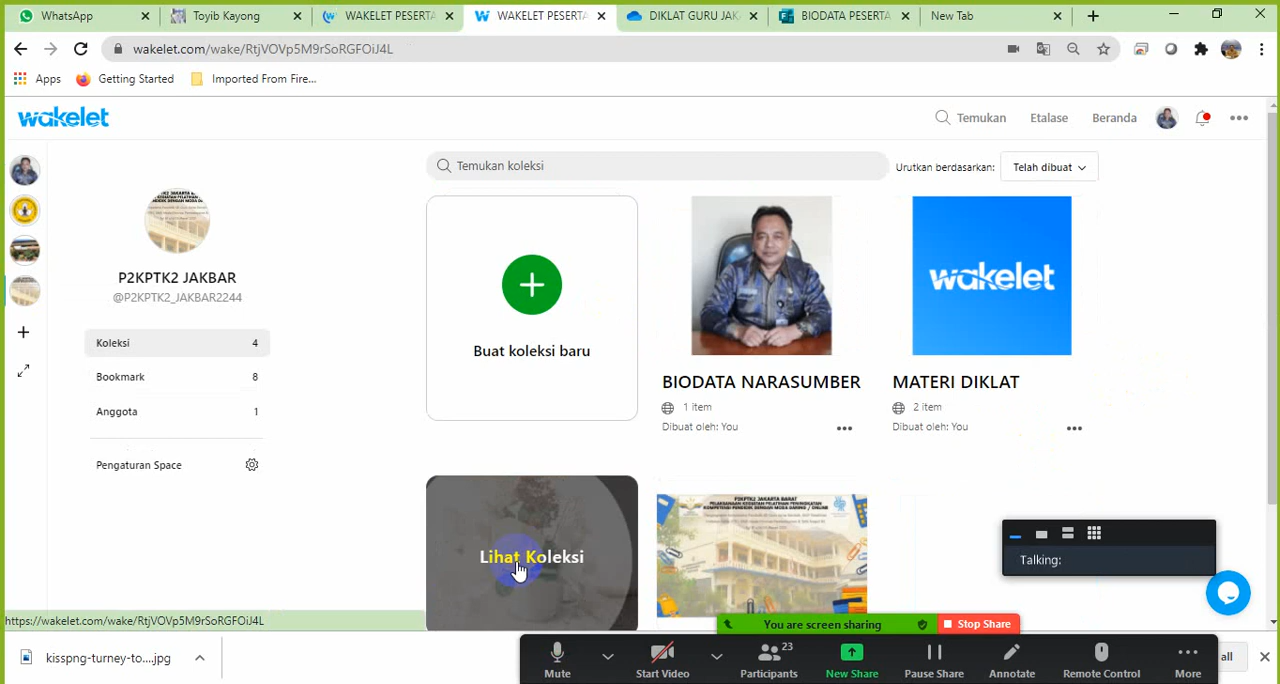 WhatsApp
Toyib Kayong
WAKELET PESERTA
WAKELET PESERTA
DIKLAT GURU JAK
BIODATA PESERTA
New Tab
wakelet.com/wake/RtjVOVp5M9rSoRGFOiJ4L
Apps
Getting Started
Imported From Fire...
wakelet
Temukan
Etalase
Beranda
Temukan koleksi
Urutkan berdasarkan:
Telah dibuat
P2KPTK2 JAKBAR
@P2KPTK2_JAKBAR2244
Koleksi 4
Bookmark 8
Anggota 1
Pengaturan Space
Buat koleksi baru
BIODATA NARASUMBER
1 item
Dibuat oleh: You
wakelet
MATERI DIKLAT
2 item
Dibuat oleh: You
Lihat Koleksi
P2KPTK2 JAKARTA BARAT
Talking:
https://wakelet.com/wake/RtjVOVp5M9rSoRGFOiJ4L
You are screen sharing
Stop Share
kisspng-turney-to....jpg
Mute
Start Video
23
Participants
New Share
Pause Share
Annotate
Remote Control
More
all